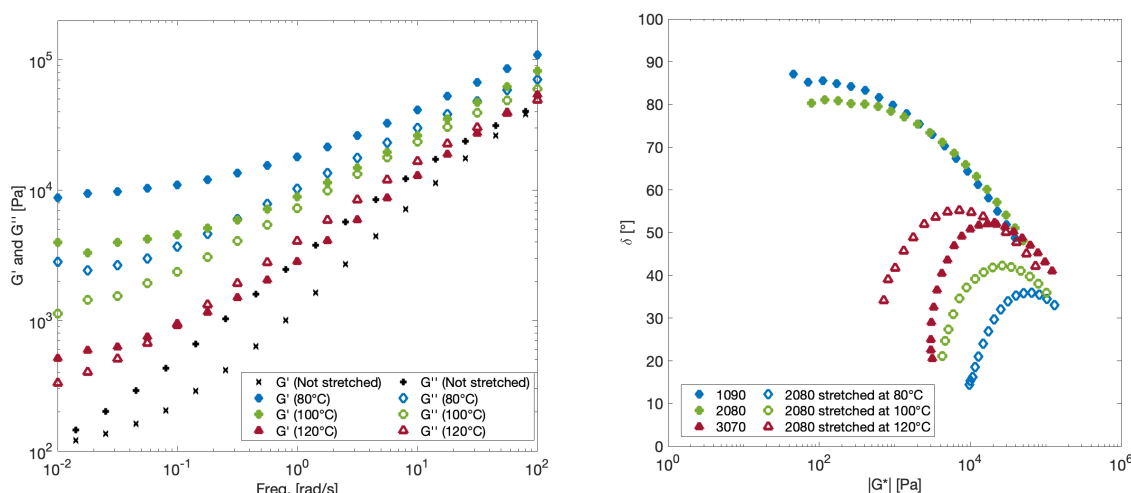 10^5
10^4
10^3
10^2
G' and G'' [Pa]
10^-2
10^-1
10^0
10^1
10^2
Freq. [rad/s]
G' (Not stretched)
G' (80°C)
G' (100°C)
G' (120°C)
G'' (Not stretched)
G'' (80°C)
G'' (100°C)
G'' (120°C)
100
90
80
70
60
50
40
30
20
10
0
δ [°]
10^0
10^2
10^4
10^6
|G*| [Pa]
1090
2080
3070
2080 stretched at 80°C
2080 stretched at 100°C
2080 stretched at 120°C